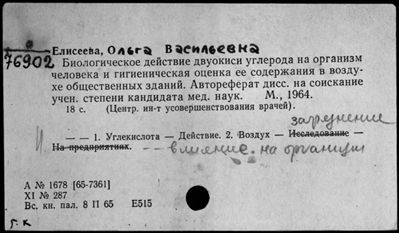 Елисеева, Ольга Васильевна
76902
Биологическое действие двуокиси углерода на организм
человека и гигиеническая оценка ее содержания в возду-
хе общественных зданий. Автореферат дисс. на соискание
учен. степени кандидата мед. наук. М., 1964.
18 с. (Центр. ин-т усовершенствования врачей).
— 1. Углекислота — Действие. 2. Воздух — Исследование —
На предприятиях. — влияние на организм
А № 1678 [65-7361]
XI № 287
Вс. кн. пал. 8 II 65 Е515
г. к